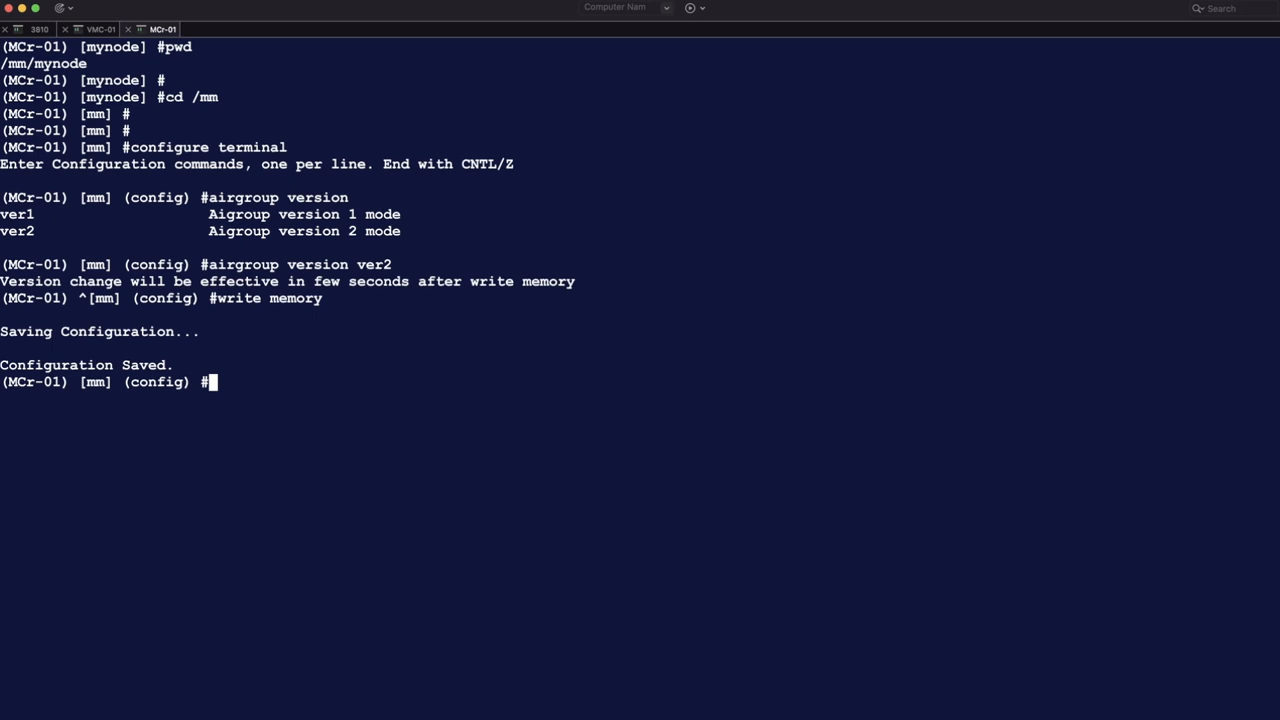 Computer Nam
Search
3810
VMC-01
MCr-01
(MCr-01) [mynode] #pwd
/mm/mynode
(MCr-01) [mynode] #
(MCr-01) [mynode] #cd /mm
(MCr-01) [mm] #
(MCr-01) [mm] #
(MCr-01) [mm] #configure terminal
Enter Configuration commands, one per line. End with CNTL/Z
(MCr-01) [mm] (config) #airgroup version
ver1 Aigroup version 1 mode
ver2 Aigroup version 2 mode
(MCr-01) [mm] (config) #airgroup version ver2
Version change will be effective in few seconds after write memory
(MCr-01) ^[mm] (config) #write memory
Saving Configuration...
Configuration Saved.
(MCr-01) [mm] (config) #